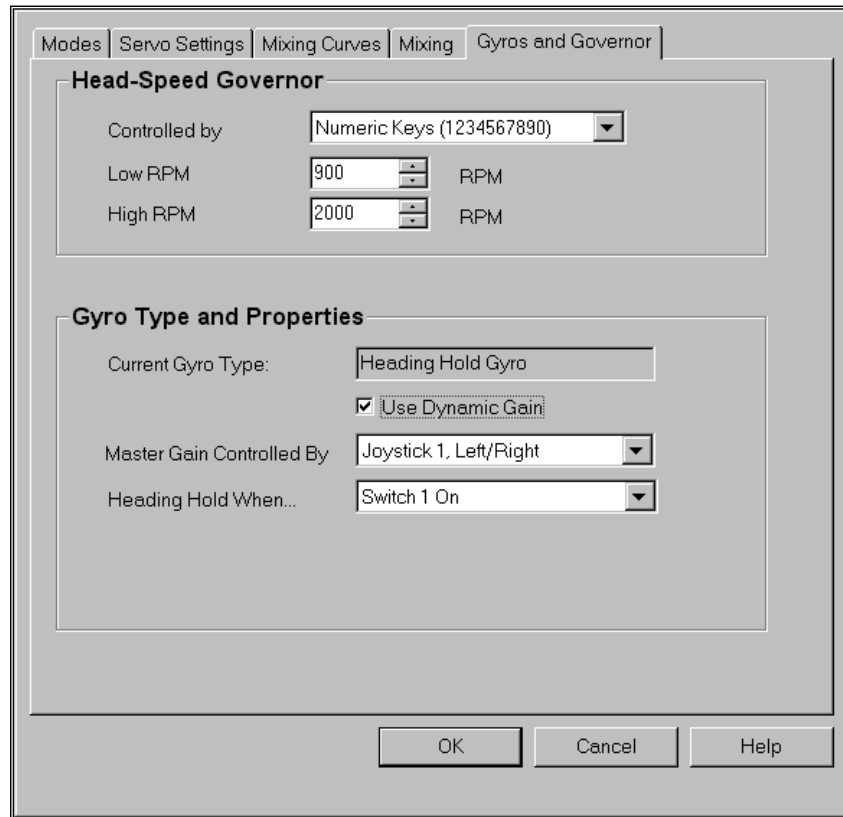 Modes Servo Settings Mixing Curves Mixing Gyros and Governor
Head-Speed Governor
Controlled by Numeric Keys (1234567890)
Low RPM 900 RPM
High RPM 2000 RPM
Gyro Type and Properties
Current Gyro Type: Heading Hold Gyro
Use Dynamic Gain
Master Gain Controlled By Joystick 1, Left/Right
Heading Hold When... Switch 1 On
OK Cancel Help